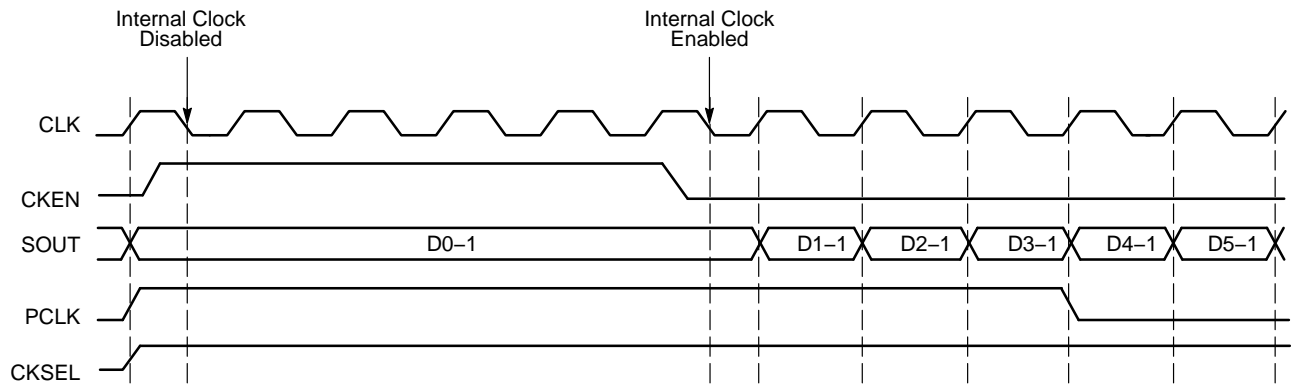 Internal Clock
Disabled
Internal Clock
Enabled
CLK
CKEN
SOUT
D0–1
D1–1
D2–1
D3–1
D4–1
D5–1
PCLK
CKSEL